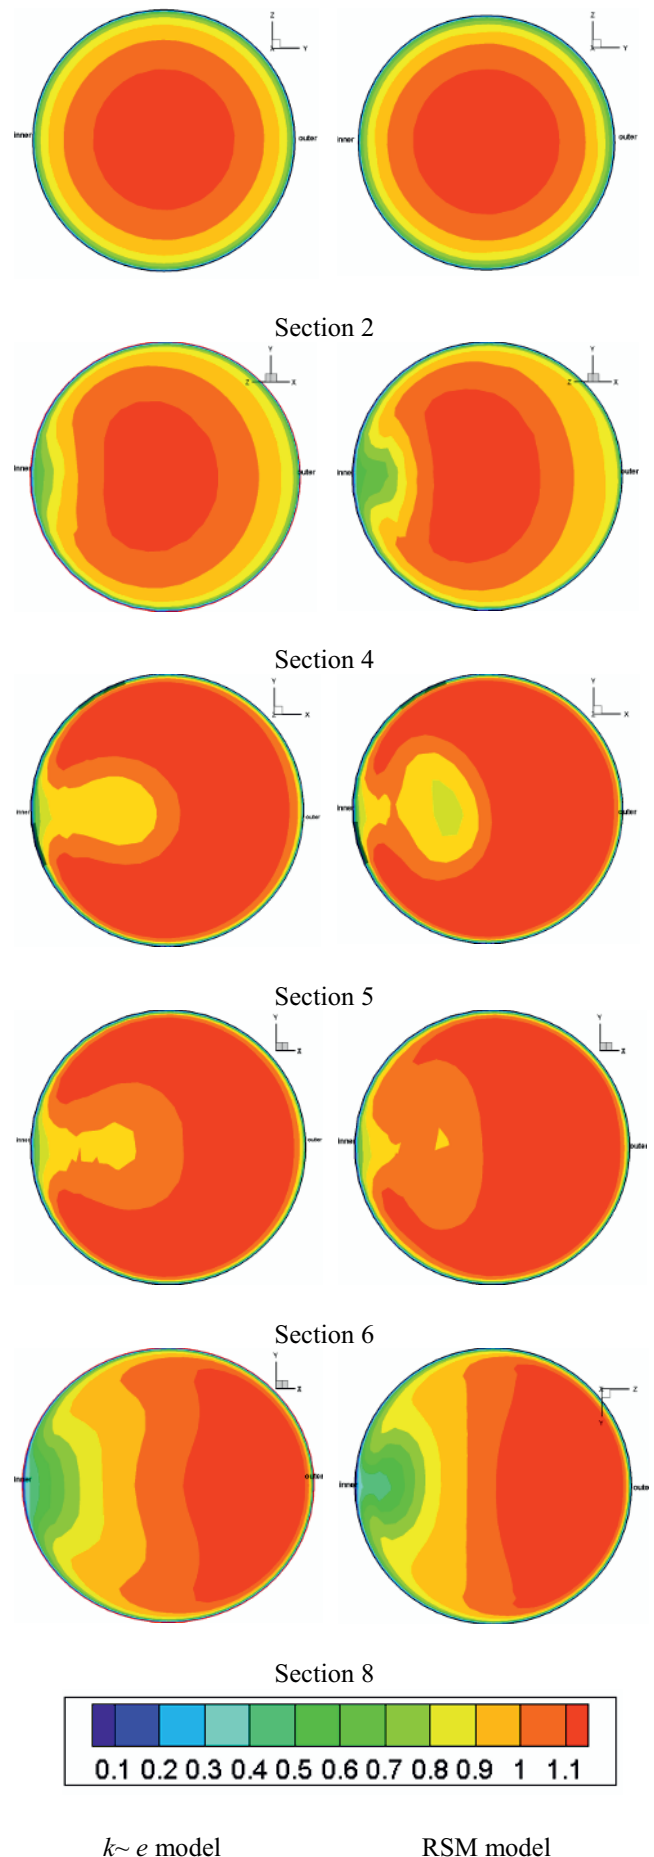 Z
X Y
inner outer
Z
X Y
inner outer
Section 2
Y
Z X
inner outer
Y
Z X
inner outer
Section 4
Y
Z X
inner outer
Y
Z X
inner outer
Section 5
Y
X
inner outer
Y
X
inner outer
Section 6
Y
X
inner outer
X Z
Y
inner outer
Section 8
0.1 0.2 0.3 0.4 0.5 0.6 0.7 0.8 0.9 1 1.1
k~ e model RSM model